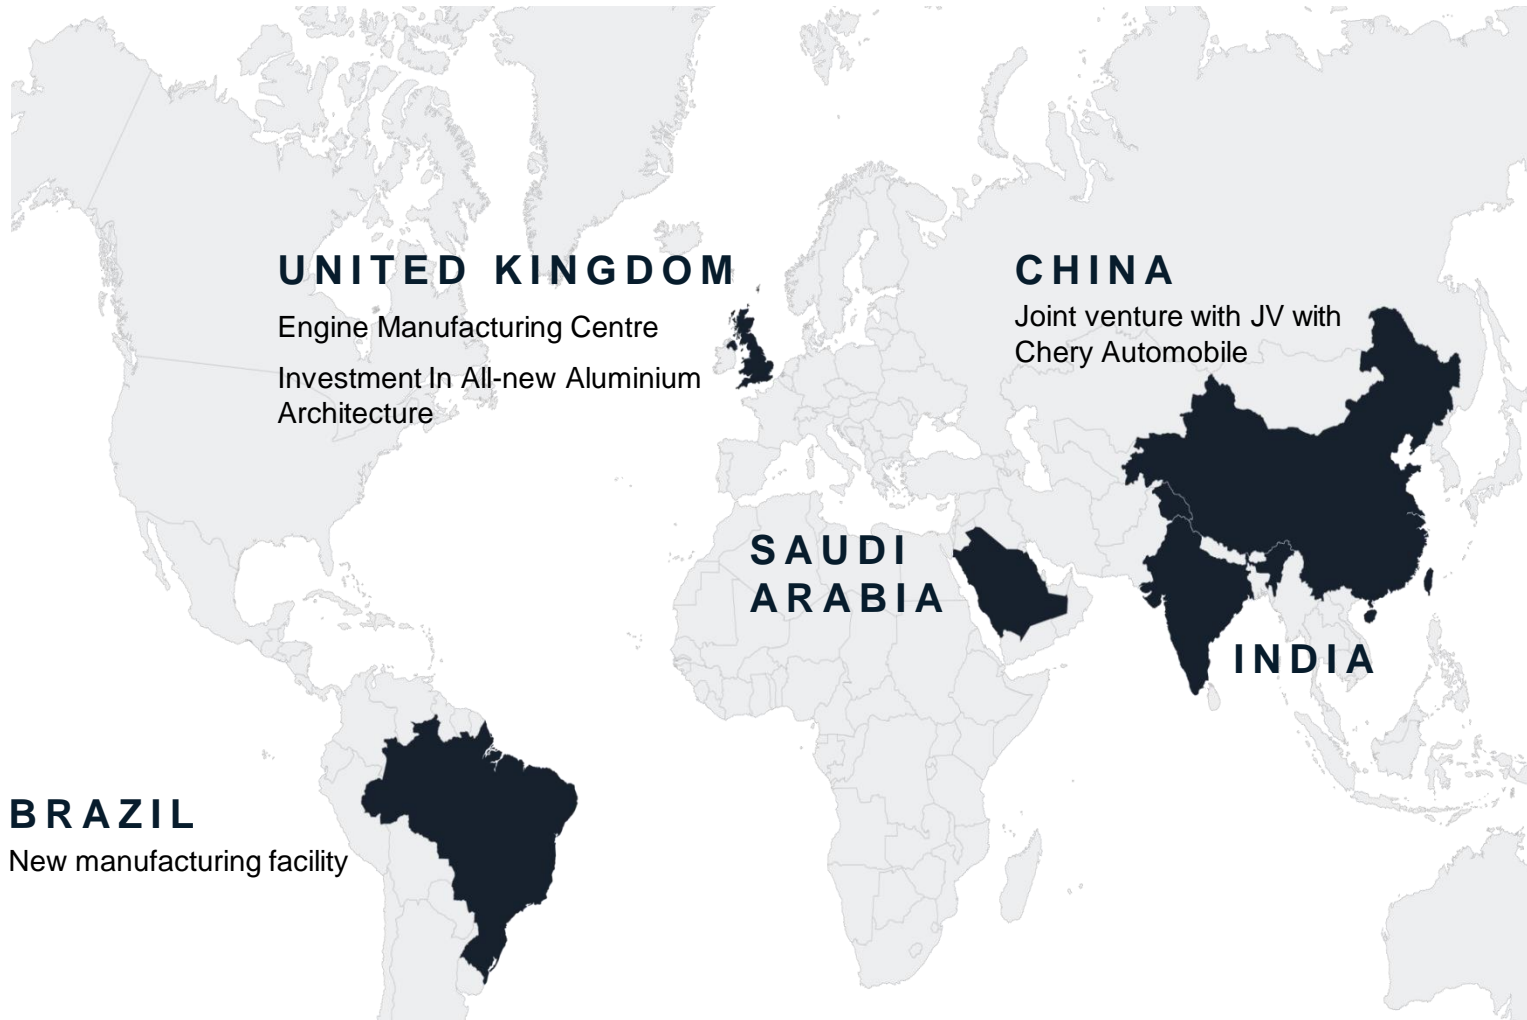 UNITED KINGDOM
Engine Manufacturing Centre
Investment In All-new Aluminium
Architecture
CHINA
Joint venture with JV with
Chery Automobile
SAUDI
ARABIA
INDIA
BRAZIL
New manufacturing facility